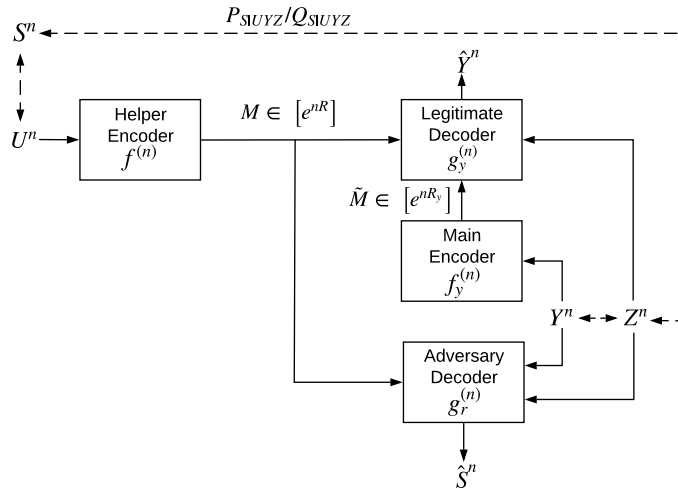 P_{S|UYZ}/Q_{S|UYZ}
S^n
Ŷ^n
U^n
Helper
Encoder
f^{(n)}
M ∈ [e^{nR}]
Legitimate
Decoder
g_y^{(n)}
M̃ ∈ [e^{nR_y}]
Main
Encoder
f_y^{(n)}
Y^n
Z^n
Adversary
Decoder
g_r^{(n)}
Ŝ^n